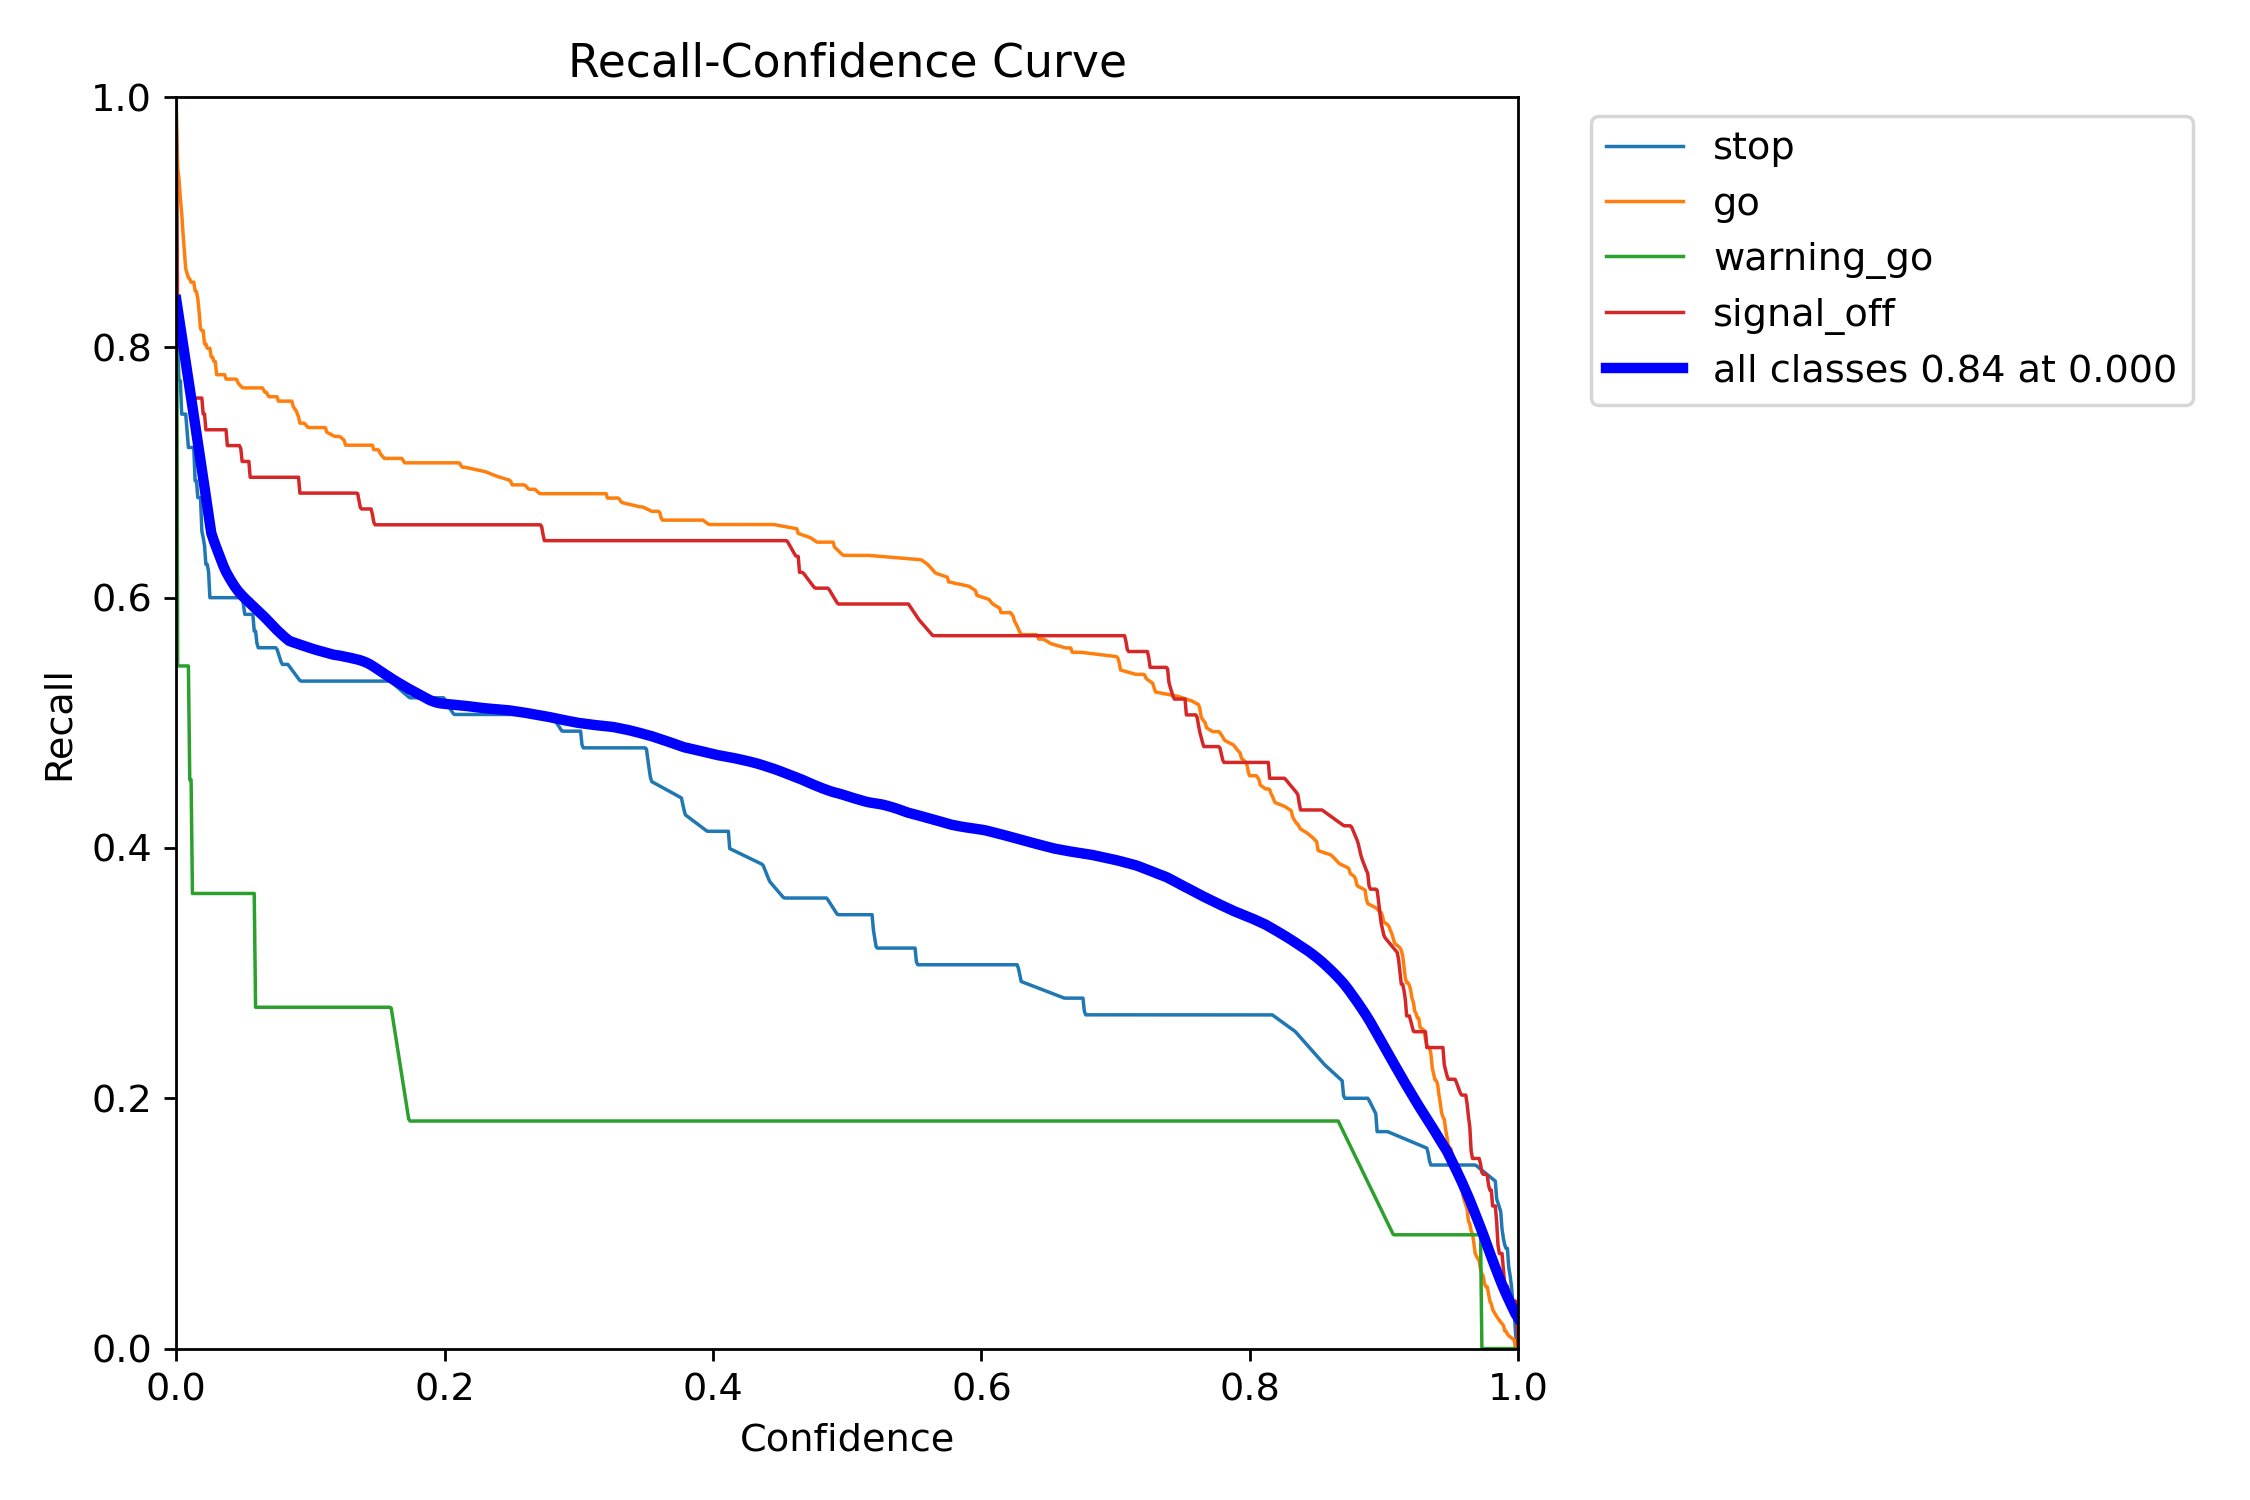 Recall-Confidence Curve
1.0
0.8
0.6
0.4
0.2
0.0
Recall
0.0 0.2 0.4 0.6 0.8 1.0
Confidence
stop
go
warning_go
signal_off
all classes 0.84 at 0.000